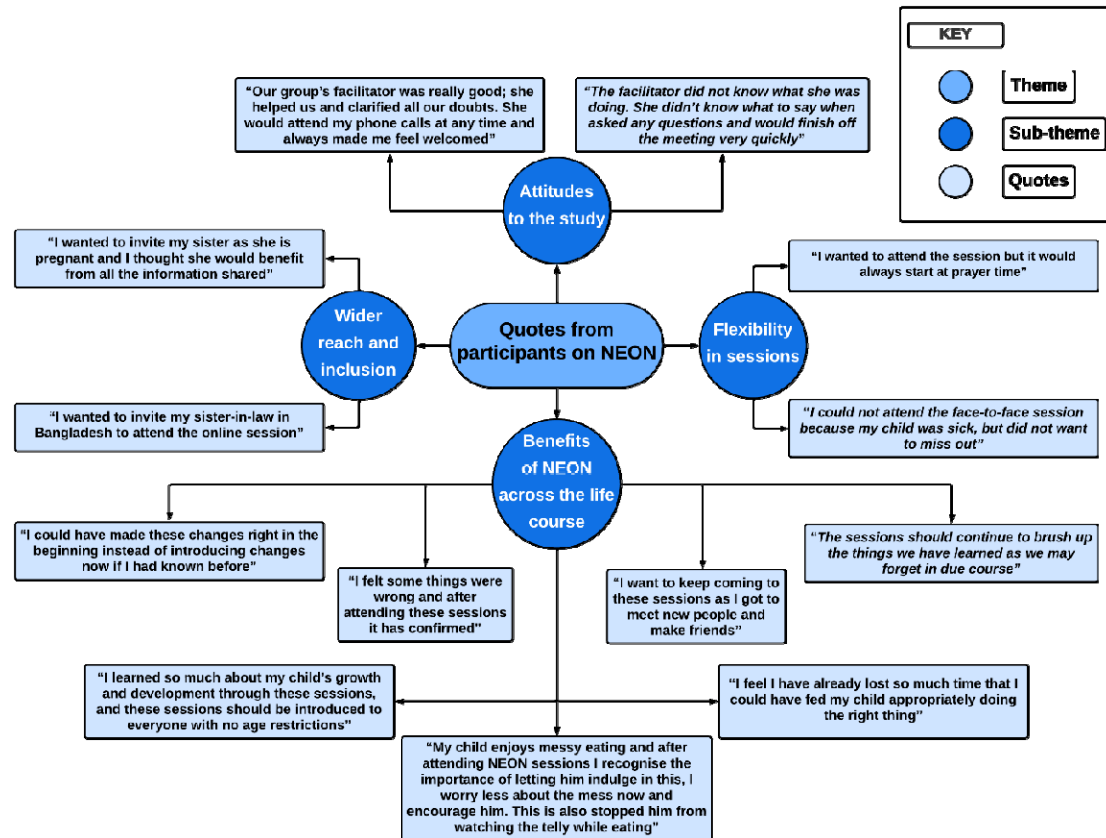 KEY
Theme
Sub-theme
Quotes
“Our group’s facilitator was really good; she
helped us and clarified all our doubts. She
would attend my phone calls at any time and
always made me feel welcomed”
“The facilitator did not know what she was
doing. She didn’t know what to say when
asked any questions and would finish off
the meeting very quickly”
Attitudes
to the study
“I wanted to invite my sister as she is
pregnant and I thought she would benefit
from all the information shared”
“I wanted to attend the session but it would
always start at prayer time”
Wider
reach and
inclusion
Quotes from
participants on NEON
Flexibility
in sessions
“I wanted to invite my sister-in-law in
Bangladesh to attend the online session”
“I could not attend the face-to-face session
because my child was sick, but did not want
to miss out”
Benefits
of NEON
across the life
course
“I could have made these changes right in the
beginning instead of introducing changes
now if I had known before”
“I felt some things were
wrong and after
attending these sessions
it has confirmed”
“I want to keep coming to
these sessions as I got to
meet new people and
make friends”
“The sessions should continue to brush up
the things we have learned as we may
forget in due course”
“I learned so much about my child’s growth
and development through these sessions,
and these sessions should be introduced to
everyone with no age restrictions”
“I feel I have already lost so much time that I
could have fed my child appropriately doing
the right thing”
“My child enjoys messy eating and after
attending NEON sessions I recognise the
importance of letting him indulge in this, I
worry less about the mess now and
encourage him. This is also stopped him from
watching the telly while eating”